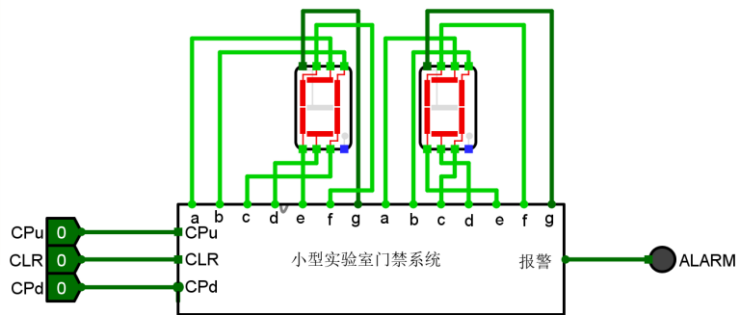 a b c d e f g a b c d e f g
CPu 0 CPu
CLR 0 CLR 小型实验室门禁系统 报警 ALARM
CPd 0 CPd